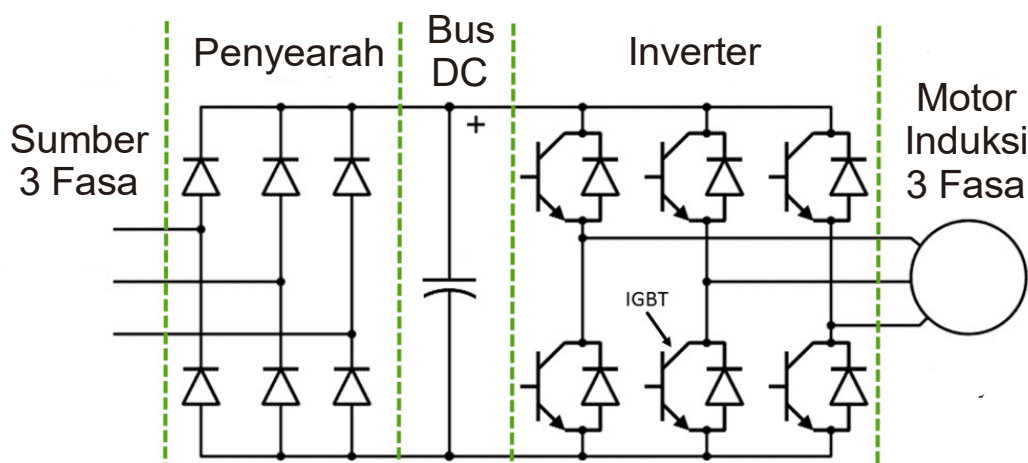 Sumber
3 Fasa
Penyearah
Bus
DC
+
Inverter
IGBT
Motor
Induksi
3 Fasa